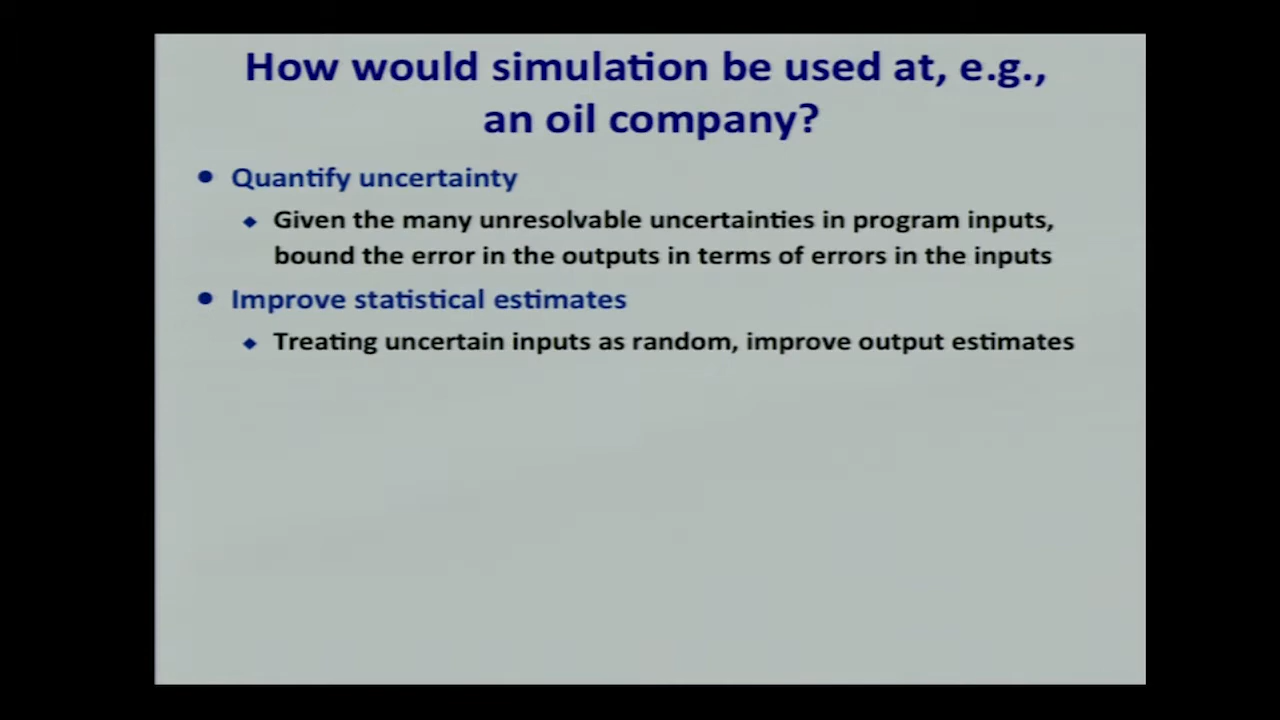 How would simulation be used at, e.g.,
an oil company?
• Quantify uncertainty
◆ Given the many unresolvable uncertainties in program inputs,
bound the error in the outputs in terms of errors in the inputs
• Improve statistical estimates
◆ Treating uncertain inputs as random, improve output estimates